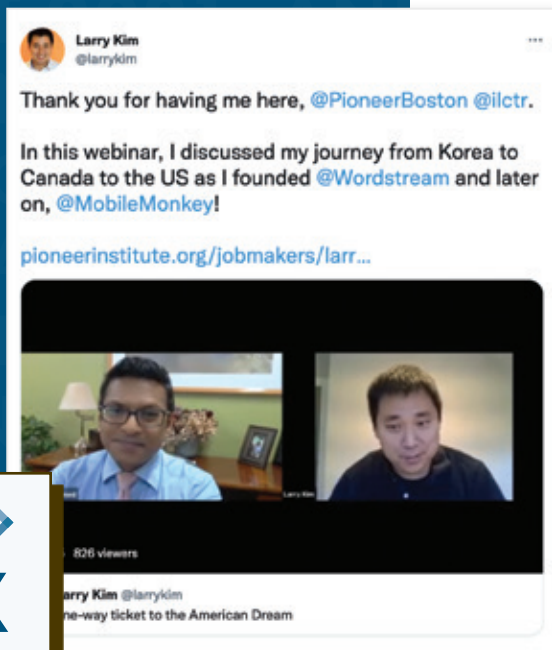 Larry Kim
@larrykim
Thank you for having me here, @PioneerBoston @ilctr.
In this webinar, I discussed my journey from Korea to
Canada to the US as I founded @Wordstream and later
on, @MobileMonkey!
pioneerinstitute.org/jobmakers/larr...
Larry Kim
826 viewers
arry Kim @larrykim
ne-way ticket to the American Dream